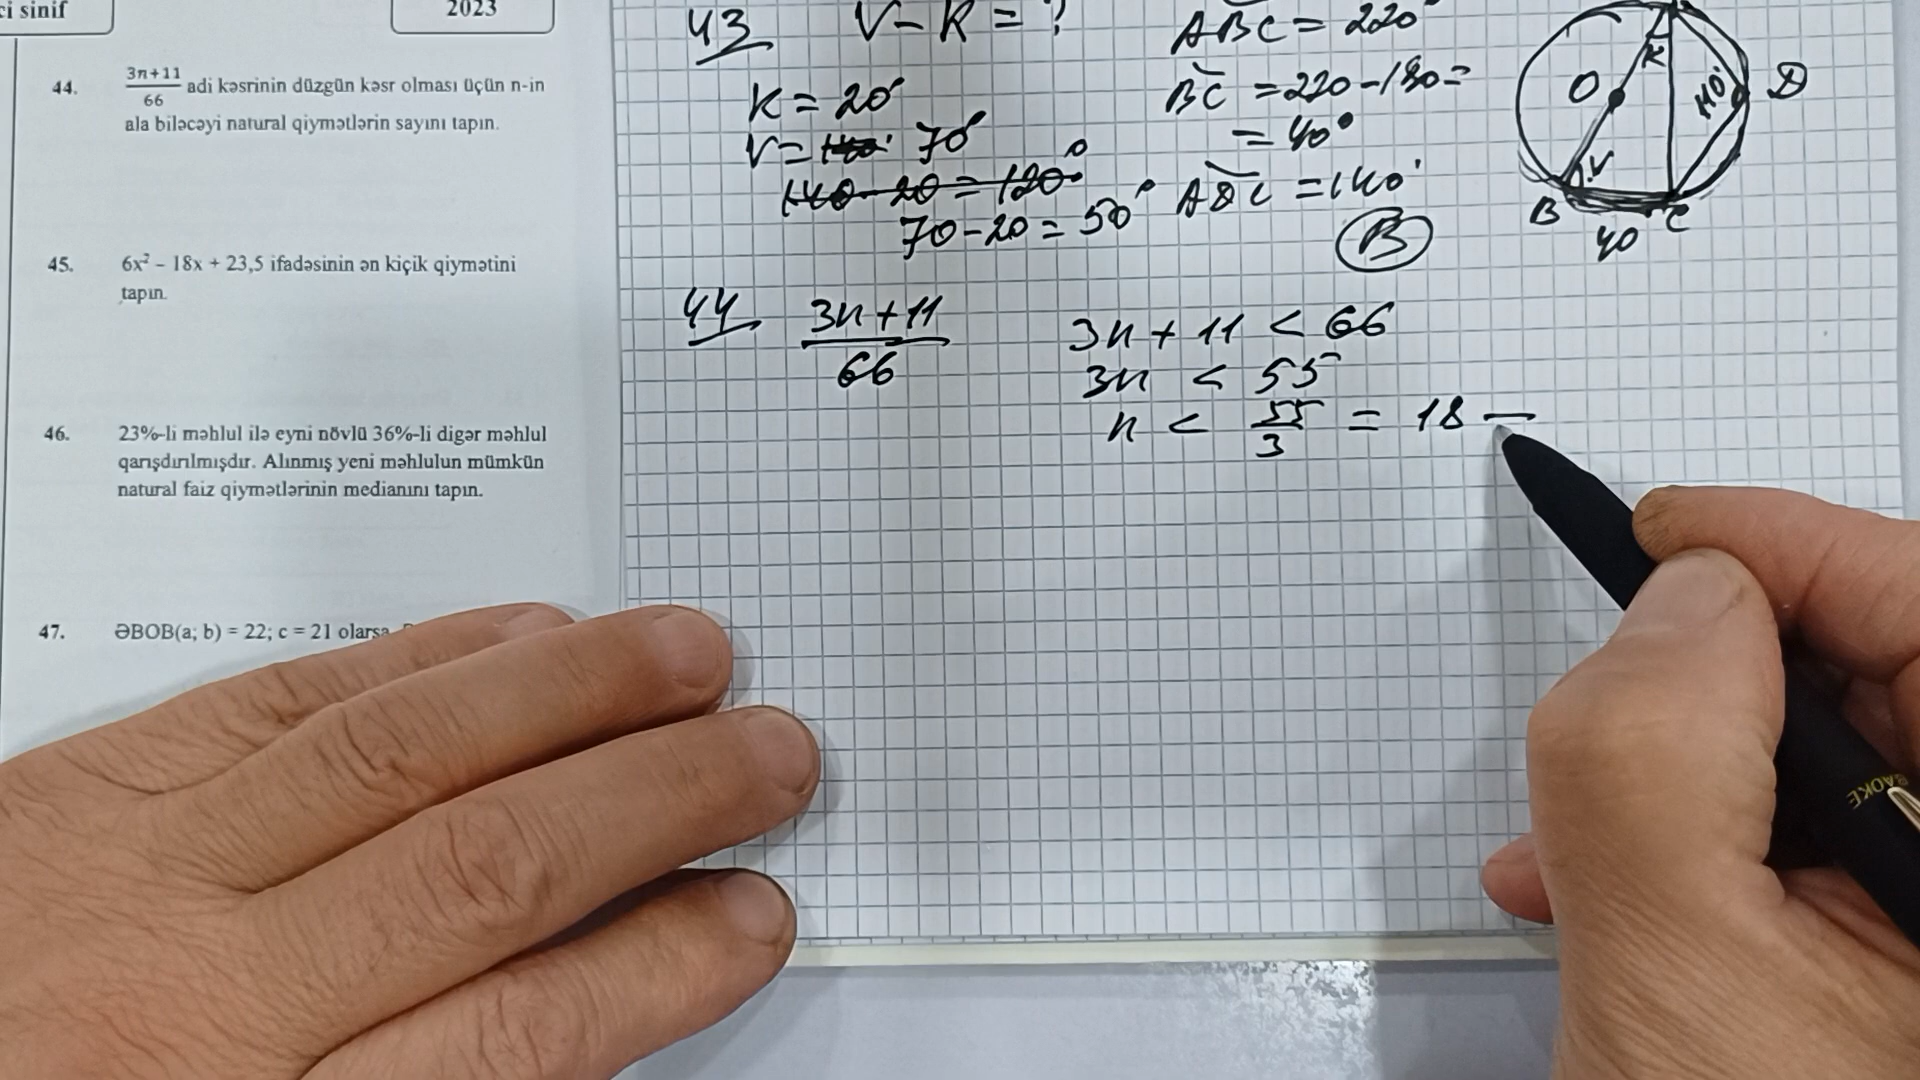 ci sinif
2023
44. 3n+11/66 adi kəsrinin düzgün kəsr olması üçün n-in
ala biləcəyi natural qiymətlərin sayını tapın.
45. 6x² – 18x + 23,5 ifadəsinin ən kiçik qiymətini
tapın.
46. 23%-li məhlul ilə eyni növlü 36%-li digər məhlul
qarışdırılmışdır. Alınmış yeni məhlulun mümkün
natural faiz qiymətlərinin medianını tapın.
47. ƏBOB(a; b) = 22; c = 21 olarsa
43 V – K = ?
K = 20°
V = 70°
140 - 20 = 120°
70 - 20 = 50°
ABC = 220°
BC = 220 - 180 =
= 40°
ADC = 140°
B
O
K
110°
D
V
B
C
40
44 3n + 11/66
3n + 11 < 66
3n < 55
n < 55/3 = 18
BAOKE